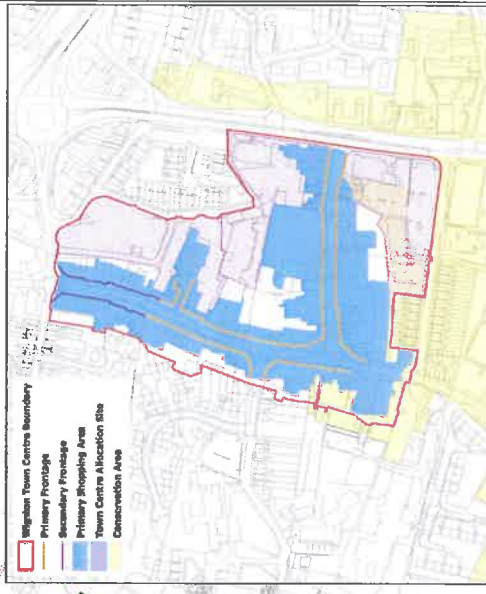 Wigston Town Centre Boundary
Primary Frontage
Secondary Frontage
Primary Shopping Area
Town Centre Allocation Site
Conservation Area